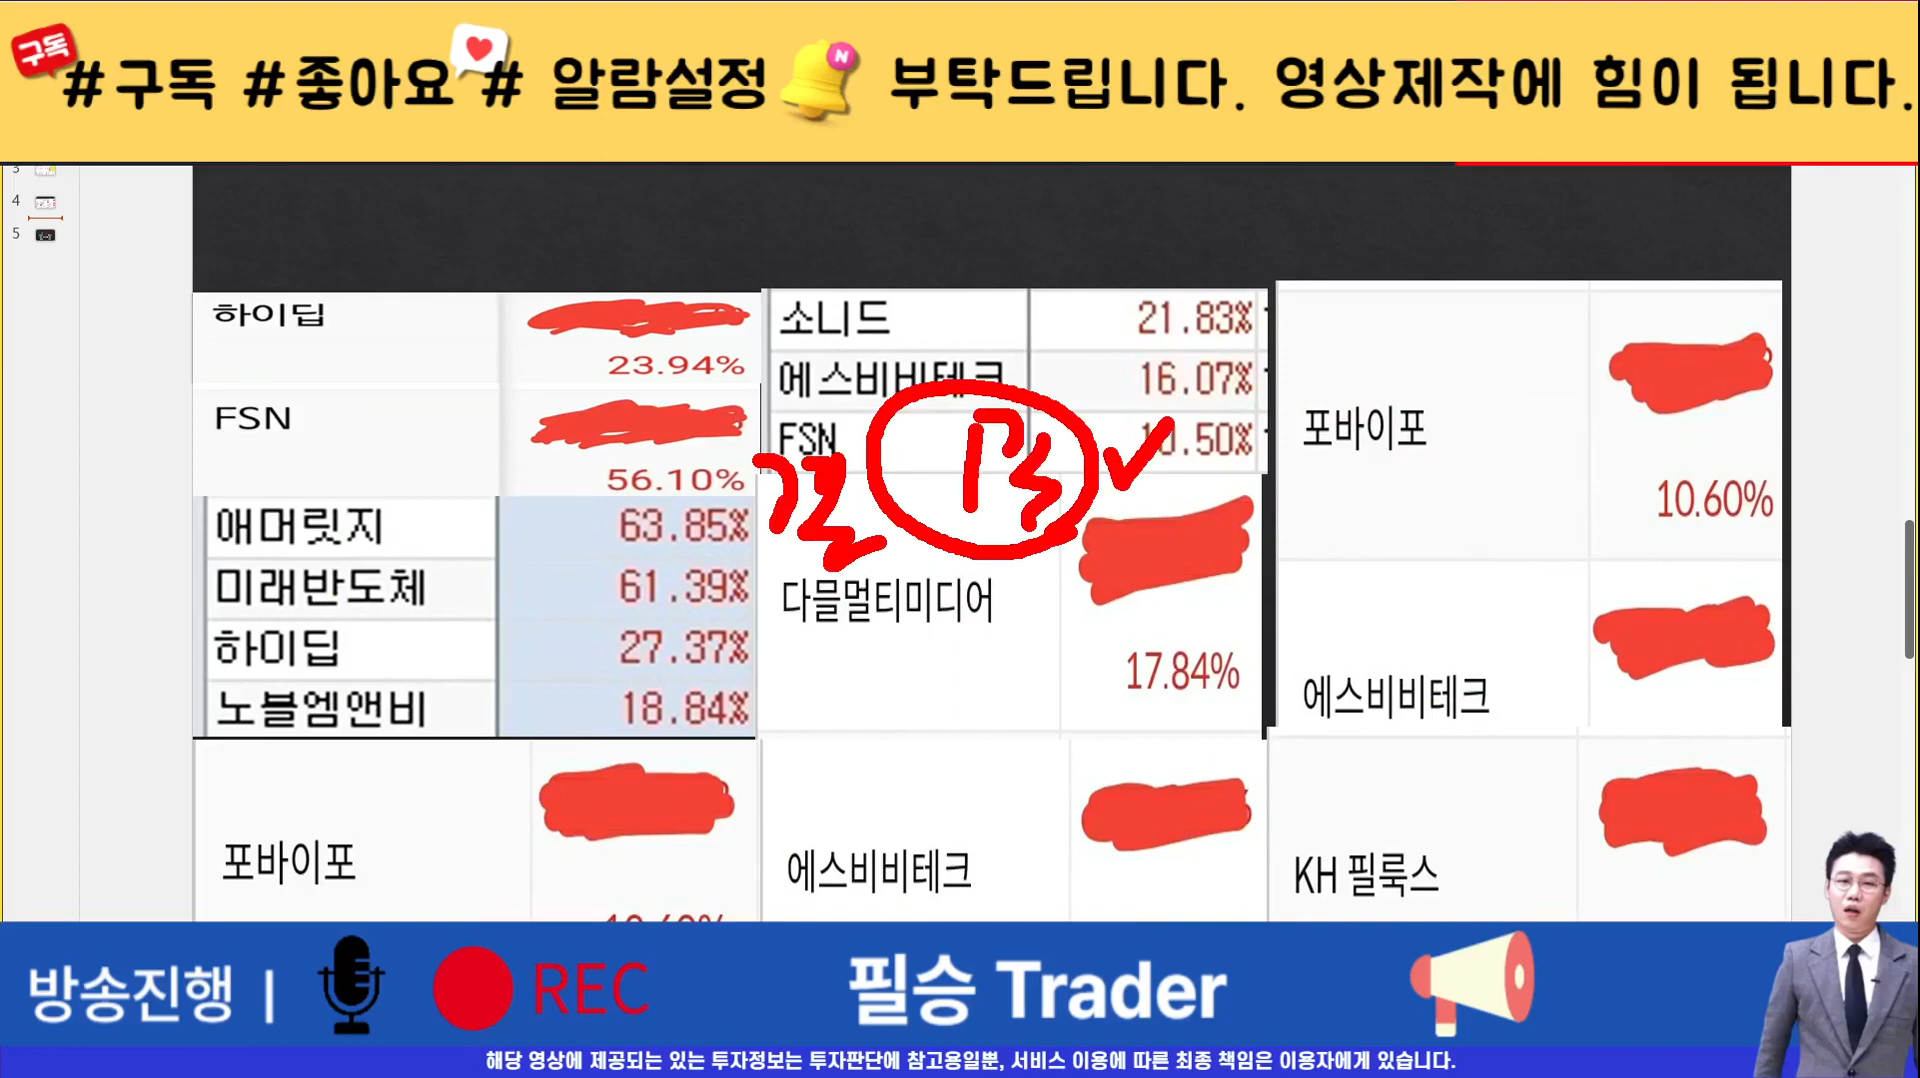 구독
#구독 #좋아요 # 알람설정 N 부탁드립니다. 영상제작에 힘이 됩니다.
3
4
5
하이딥
23.94%
FSN
56.10%
애머릿지 63.85%
미래반도체 61.39%
하이딥 27.37%
노블엠앤비 18.84%
소니드 21.83%
에스비비테크 16.07%
FSN
다믈멀티미디어
17.84%
포바이포
10.60%
에스비비테크
포바이포
에스비비테크
KH 필룩스
방송진행 |
REC
필승 Trader
해당 영상에 제공되는 있는 투자정보는 투자판단에 참고용일뿐, 서비스 이용에 따른 최종 책임은 이용자에게 있습니다.